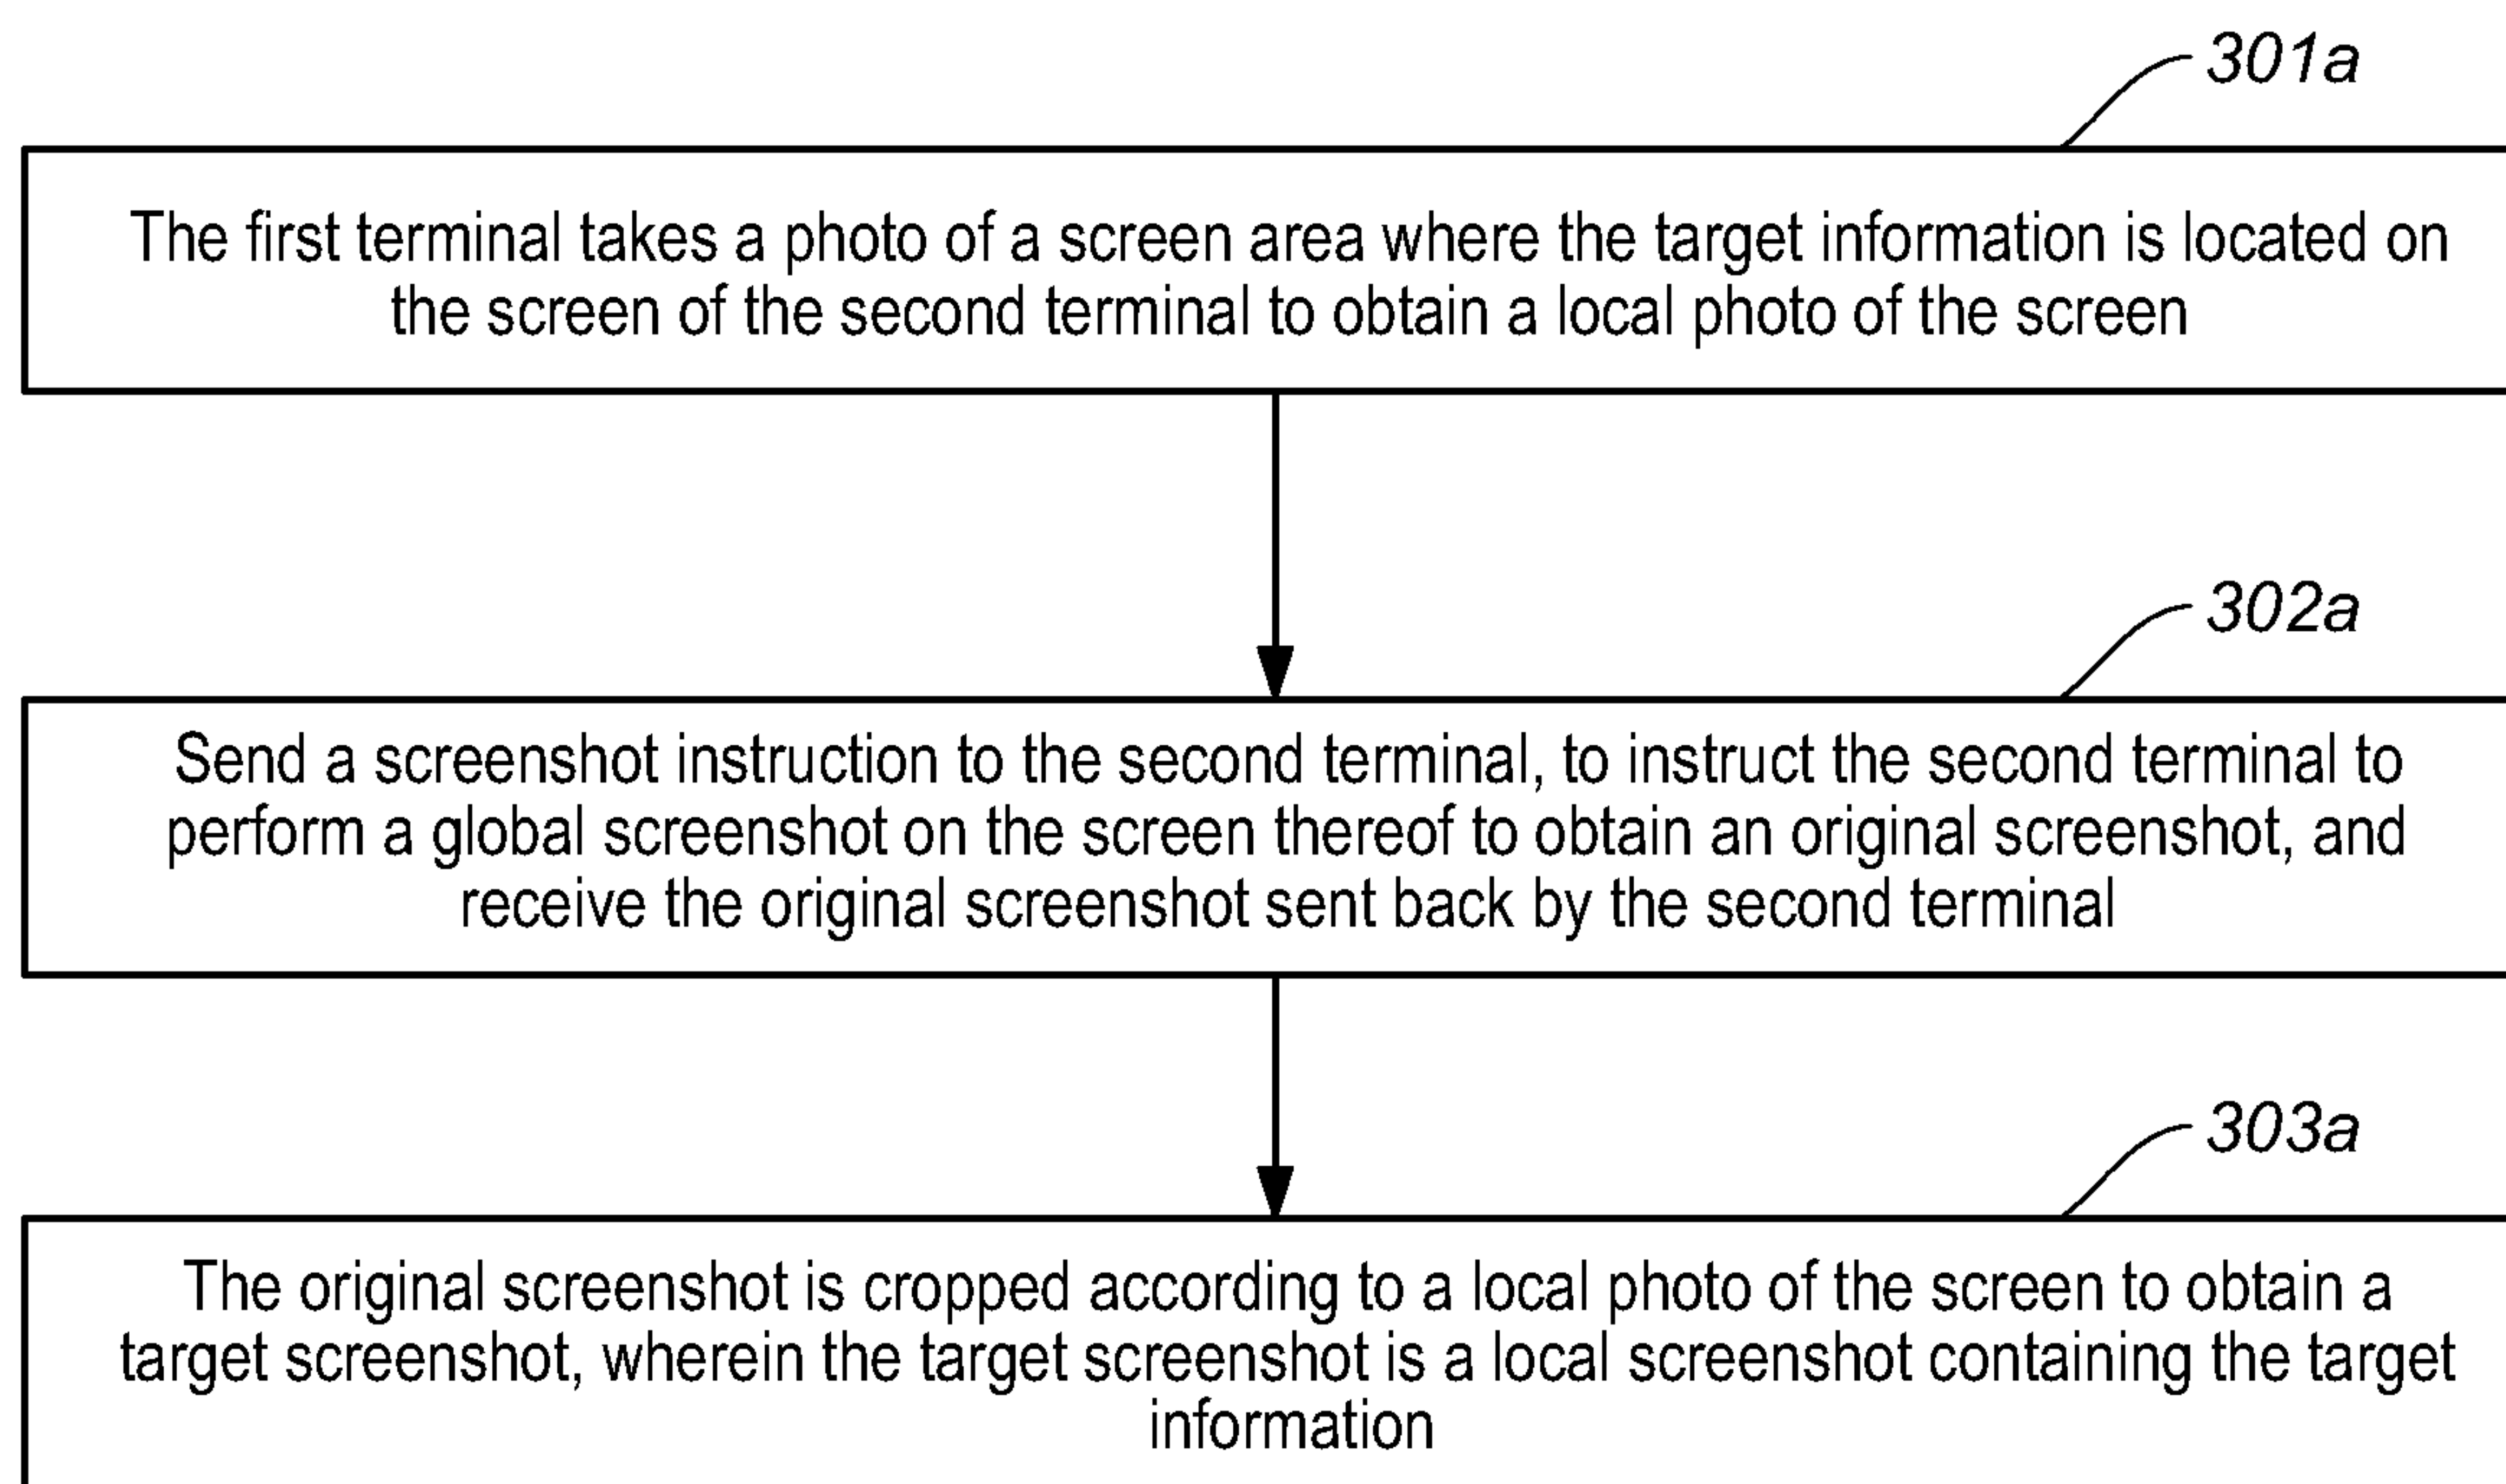 301a
The first terminal takes a photo of a screen area where the target information is located on
the screen of the second terminal to obtain a local photo of the screen
302a
Send a screenshot instruction to the second terminal, to instruct the second terminal to
perform a global screenshot on the screen thereof to obtain an original screenshot, and
receive the original screenshot sent back by the second terminal
303a
The original screenshot is cropped according to a local photo of the screen to obtain a
target screenshot, wherein the target screenshot is a local screenshot containing the target
information